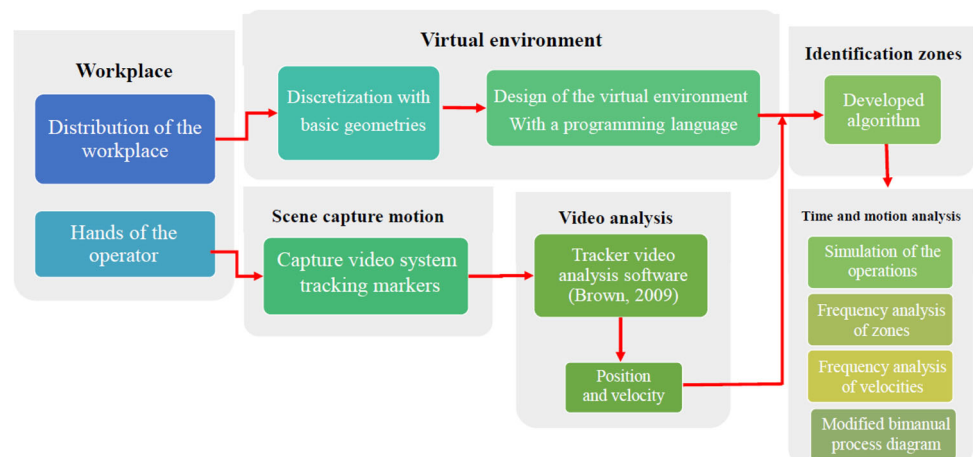 Workplace
Distribution of the
workplace
Hands of the
operator
Virtual environment
Discretization with
basic geometries
Design of the virtual environment
With a programming language
Scene capture motion
Capture video system
tracking markers
Video analysis
Tracker video
analysis software
(Brown, 2009)
Position
and velocity
Identification zones
Developed
algorithm
Time and motion analysis
Simulation of the
operations
Frequency analysis
of zones
Frequency analysis
of velocities
Modified bimanual
process diagram